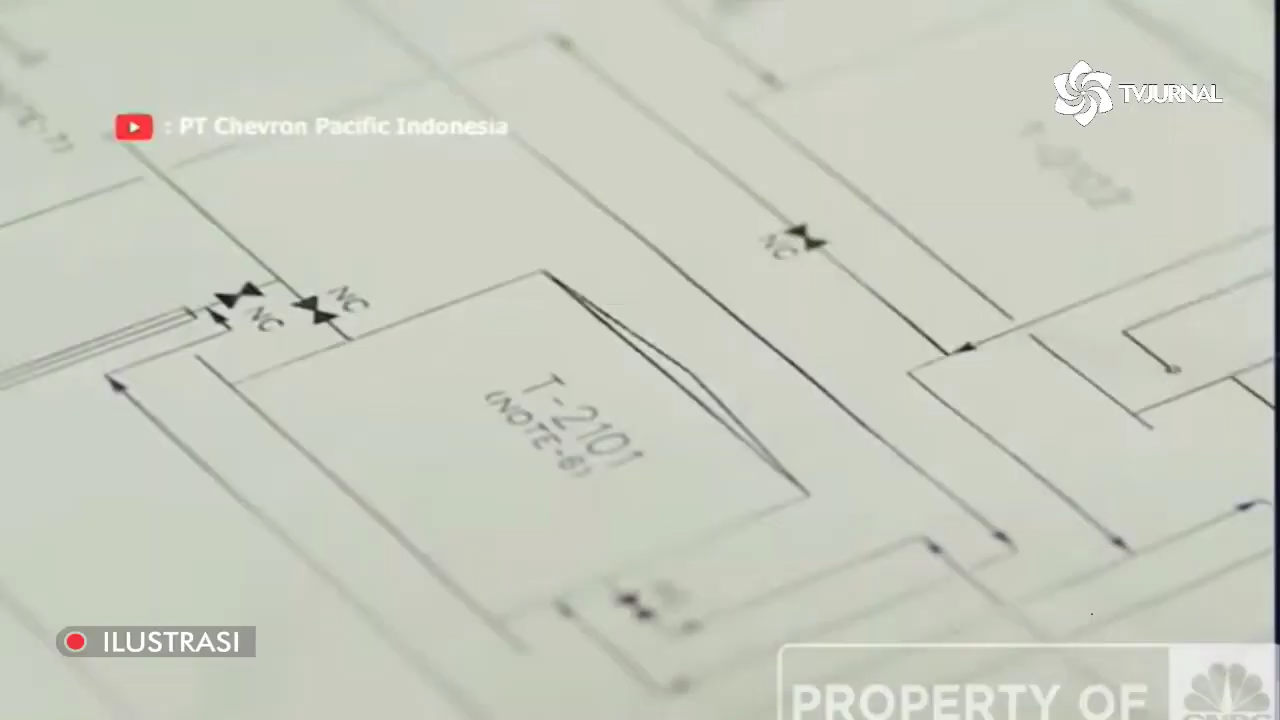 TVJURNAL
: PT Chevron Pacific Indonesia
NC
NC
NC
T-2101
(NOTE-6)
ILUSTRASI
PROPERTY OF